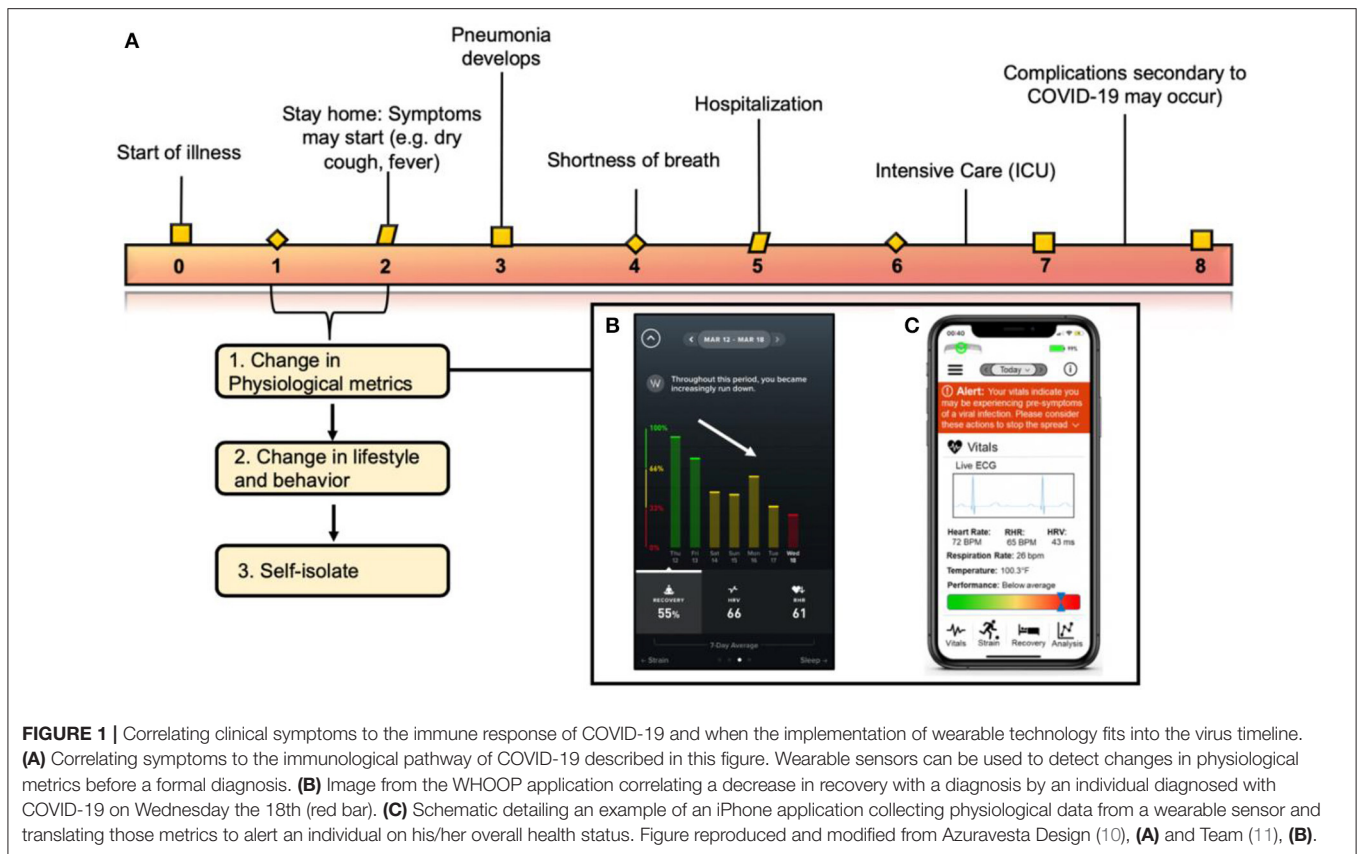 A
Pneumonia
develops
Stay home: Symptoms
may start (e.g. dry
cough, fever)
Hospitalization
Complications secondary to
COVID-19 may occur)
Start of illness
Shortness of breath
Intensive Care (ICU)
0 1 2 3 4 5 6 7 8
1. Change in
Physiological metrics
2. Change in lifestyle
and behavior
3. Self-isolate
B
MAR 12 - MAR 18
W
Throughout this period, you became
increasingly run down.
100%
66%
33%
0%
Thu Fri Sat Sun Mon Tue Wed
12 13 14 15 16 17 18
RECOVERY HRV RHR
55% 66 61
7-Day Average
Strain Sleep
C
00:40
99%
Today
Alert: Your vitals indicate you
may be experiencing pre-symptoms
of a viral infection. Please consider
these actions to stop the spread
Vitals
Live ECG
Heart Rate: RHR: HRV:
72 BPM 65 BPM 43 ms
Respiration Rate: 26 bpm
Temperature: 100.3°F
Performance: Below average
Vitals Strain Recovery Analysis
FIGURE 1 | Correlating clinical symptoms to the immune response of COVID-19 and when the implementation of wearable technology fits into the virus timeline.
(A) Correlating symptoms to the immunological pathway of COVID-19 described in this figure. Wearable sensors can be used to detect changes in physiological
metrics before a formal diagnosis. (B) Image from the WHOOP application correlating a decrease in recovery with a diagnosis by an individual diagnosed with
COVID-19 on Wednesday the 18th (red bar). (C) Schematic detailing an example of an iPhone application collecting physiological data from a wearable sensor and
translating those metrics to alert an individual on his/her overall health status. Figure reproduced and modified from Azuravesta Design (10), (A) and Team (11), (B).